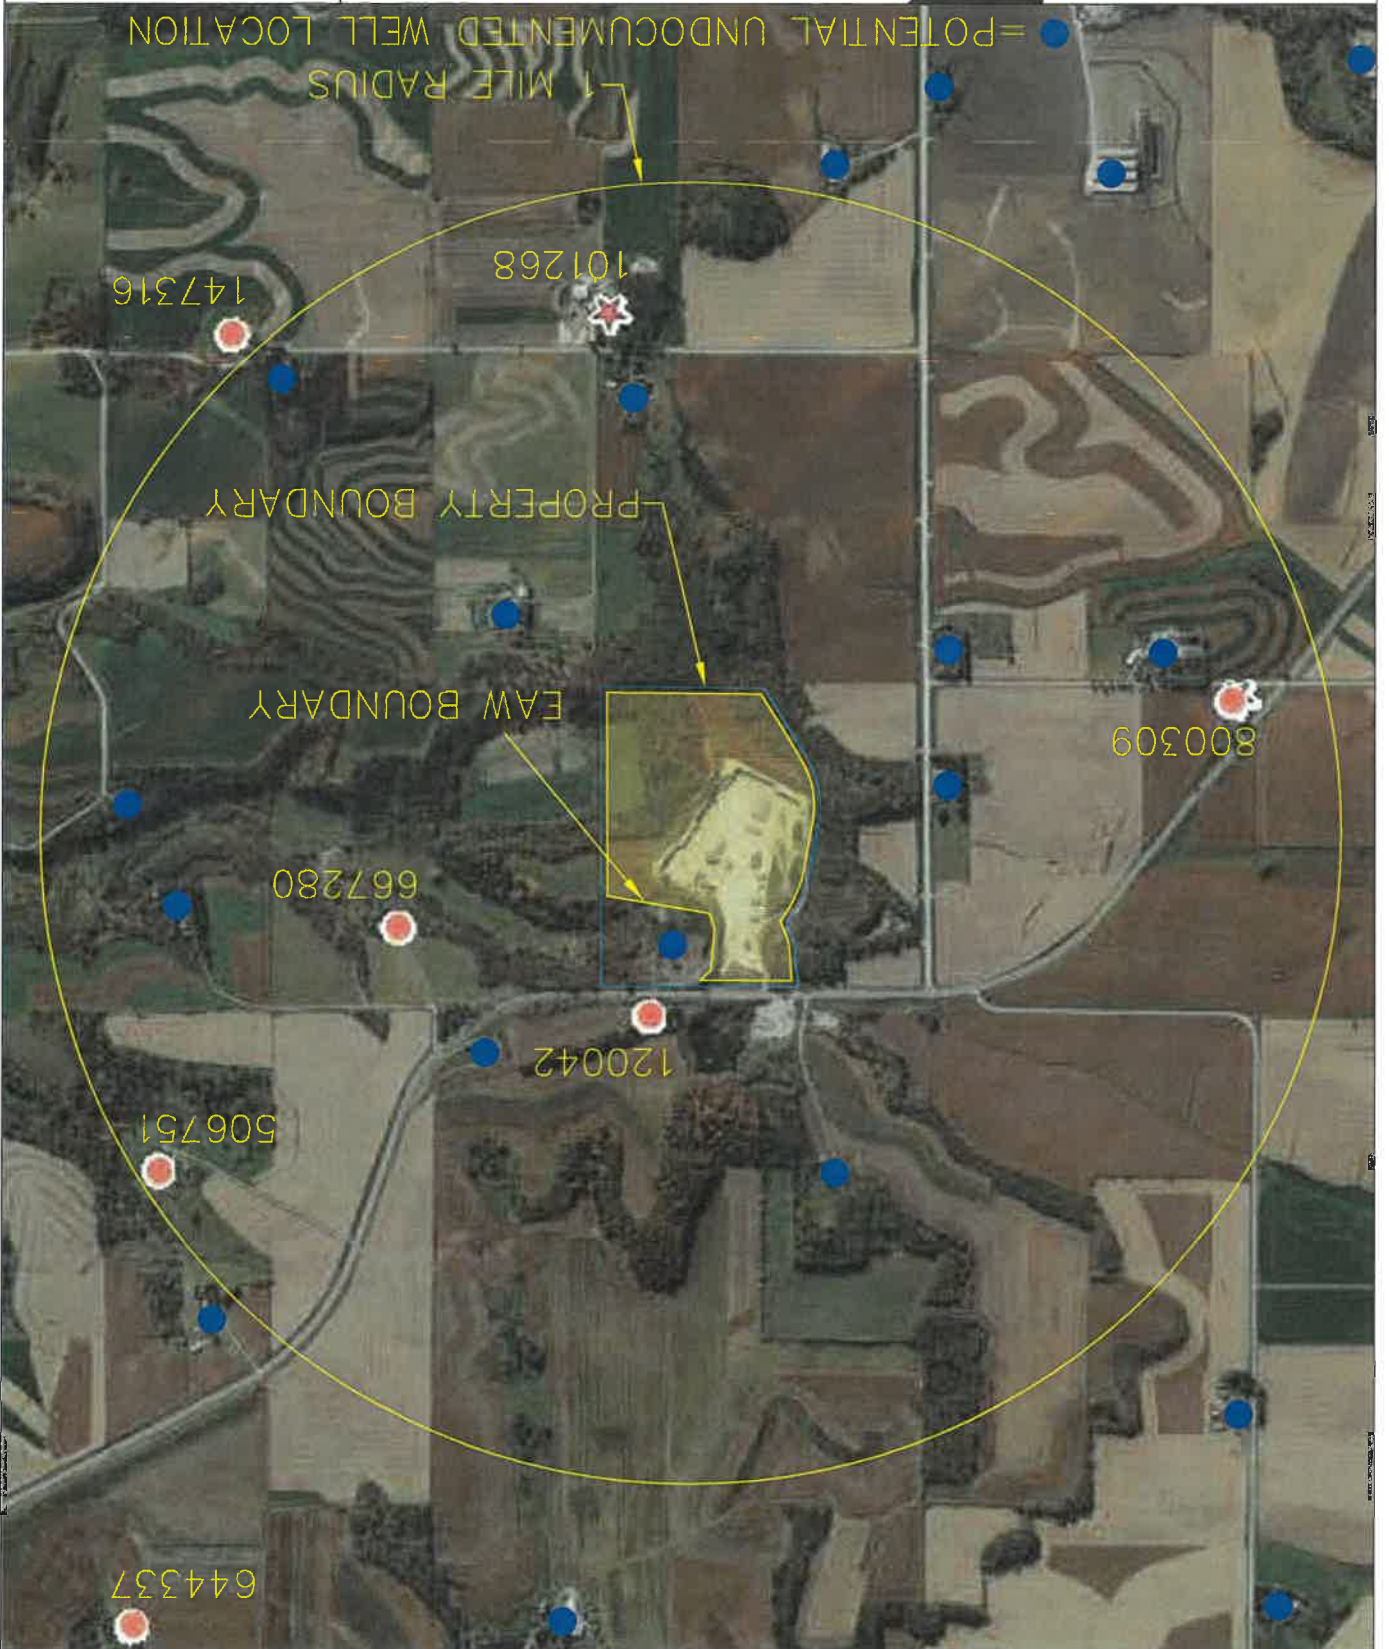 644337
506751
120042
667280
800309
EAW BOUNDARY
PROPERTY BOUNDARY
147316
101268
1 MILE RADIUS
=POTENTIAL UNDOCUMENTED WELL LOCATION